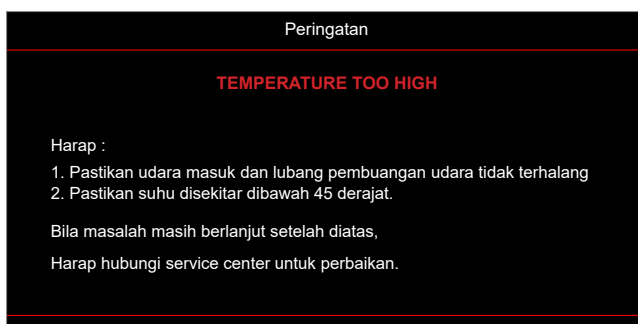 Peringatan
TEMPERATURE TOO HIGH
Harap :
1. Pastikan udara masuk dan lubang pembuangan udara tidak terhalang
2. Pastikan suhu disekitar dibawah 45 derajat.
Bila masalah masih berlanjut setelah diatas,
Harap hubungi service center untuk perbaikan.